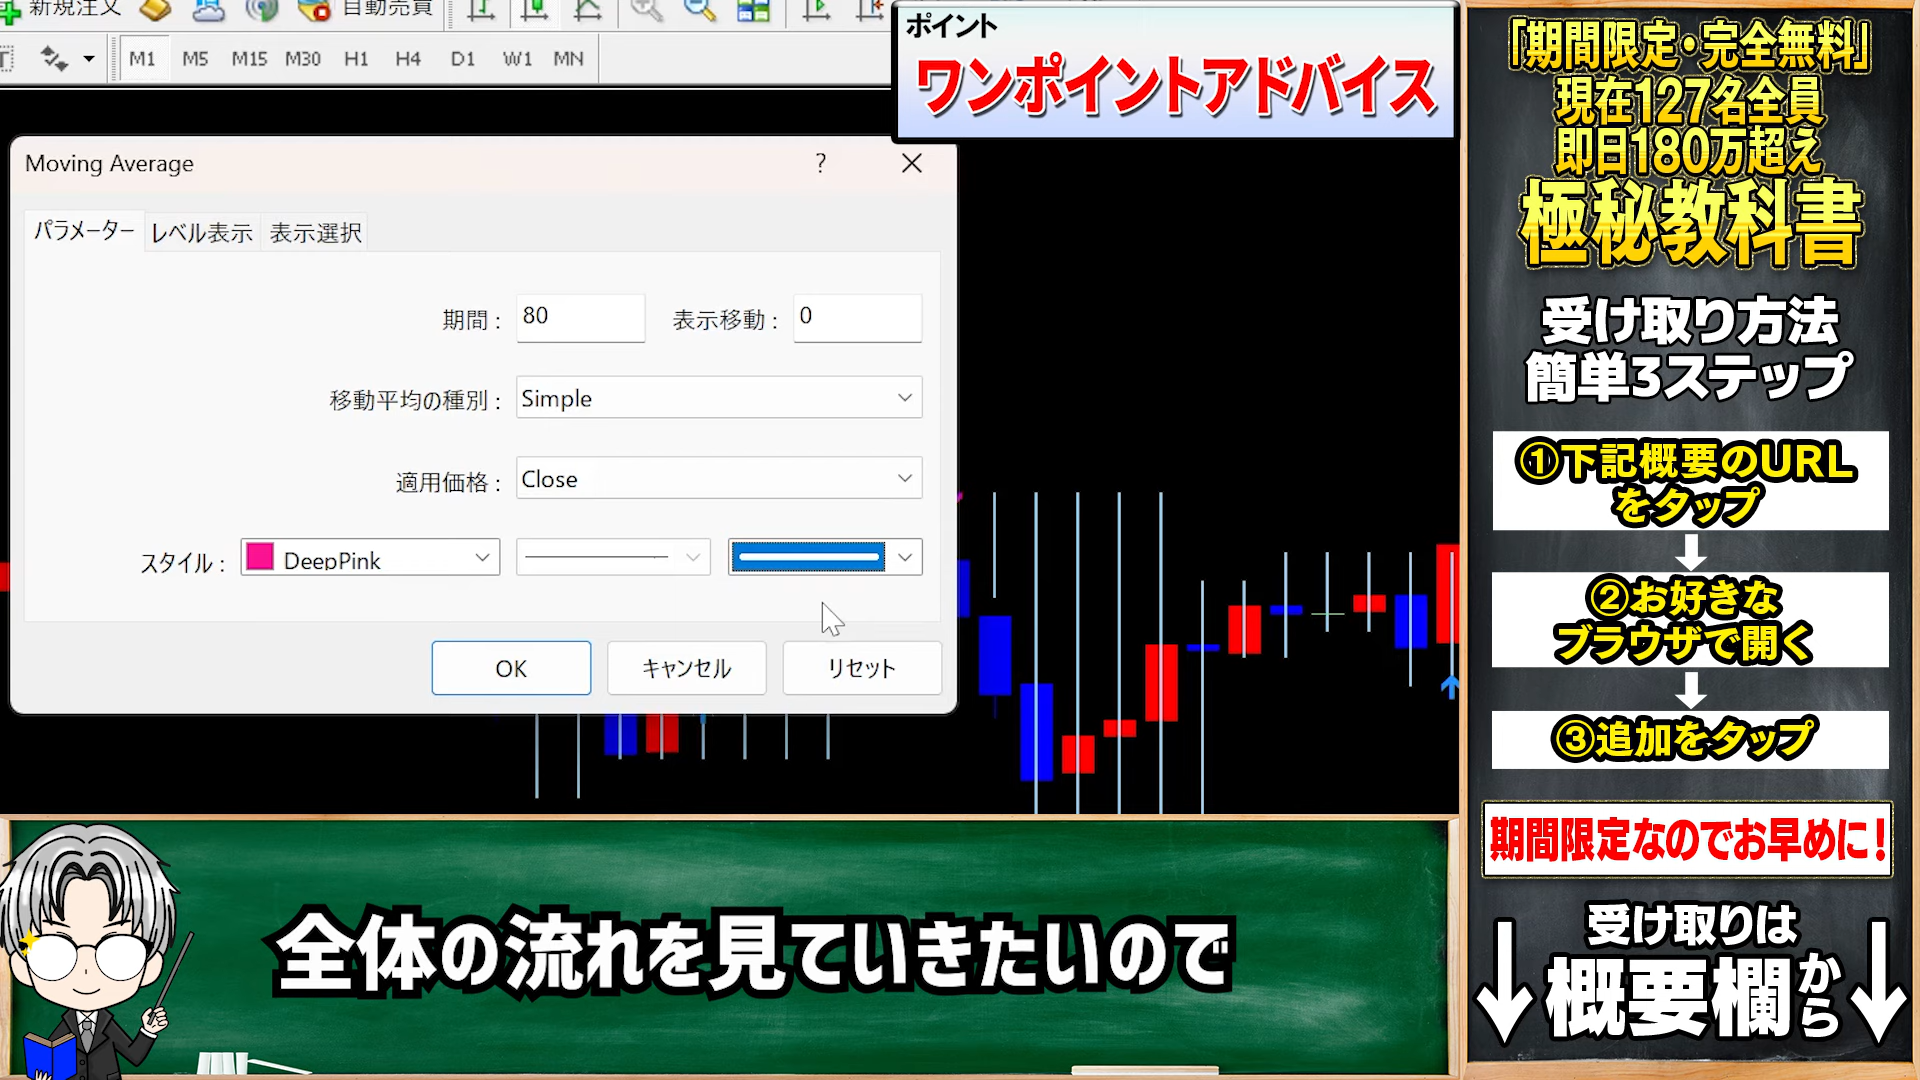 新規注文
自動売買
M1 M5 M15 M30 H1 H4 D1 W1 MN
ポイント
ワンポイントアドバイス
Moving Average
?
パラメーター レベル表示 表示選択
期間 : 80 表示移動 : 0
移動平均の種別 : Simple
適用価格 : Close
スタイル : DeepPink
OK キャンセル リセット
全体の流れを見ていきたいので
「期間限定・完全無料」
現在127名全員
即日180万超え
極秘教科書
受け取り方法
簡単3ステップ
①下記概要のURL
をタップ
②お好きな
ブラウザで開く
③追加をタップ
期間限定なのでお早めに！
受け取りは
概要欄から